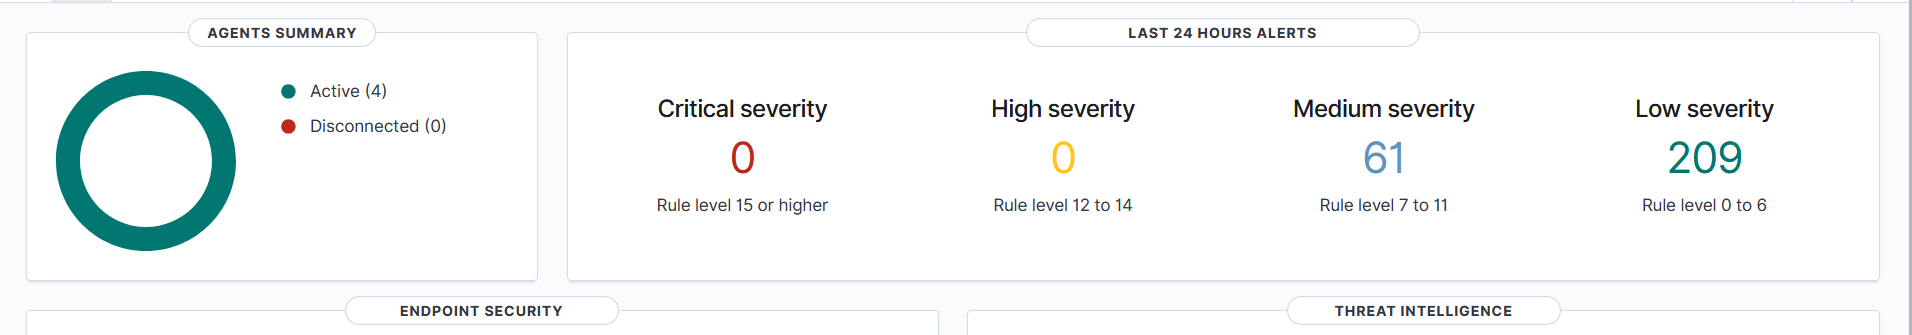 AGENTS SUMMARY
Active (4)
Disconnected (0)
LAST 24 HOURS ALERTS
Critical severity
0
Rule level 15 or higher
High severity
0
Rule level 12 to 14
Medium severity
61
Rule level 7 to 11
Low severity
209
Rule level 0 to 6
ENDPOINT SECURITY
THREAT INTELLIGENCE